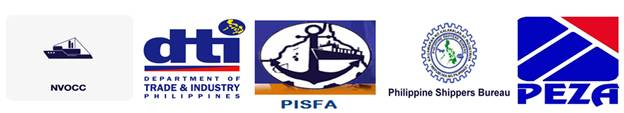 NVOCC
dti
DEPARTMENT OF
TRADE & INDUSTRY
PHILIPPINES
PISFA
Philippine Shippers Bureau
PEZA